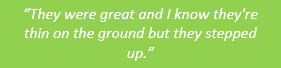 “They were great and I know they're
thin on the ground but they stepped
up.”